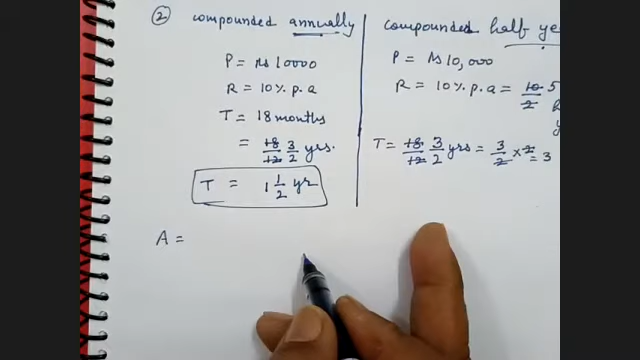 ② compounded annually
P = Rs 10000
R = 10% p.a
T = 18 months
= 18/12 3/2 yrs.
T = 1 1/2 yr
A =
compounded half ye
P = Rs 10,000
R = 10% p.a = 10/2 5
T = 18/12 3/2 yrs = 3/2 × 2 = 3